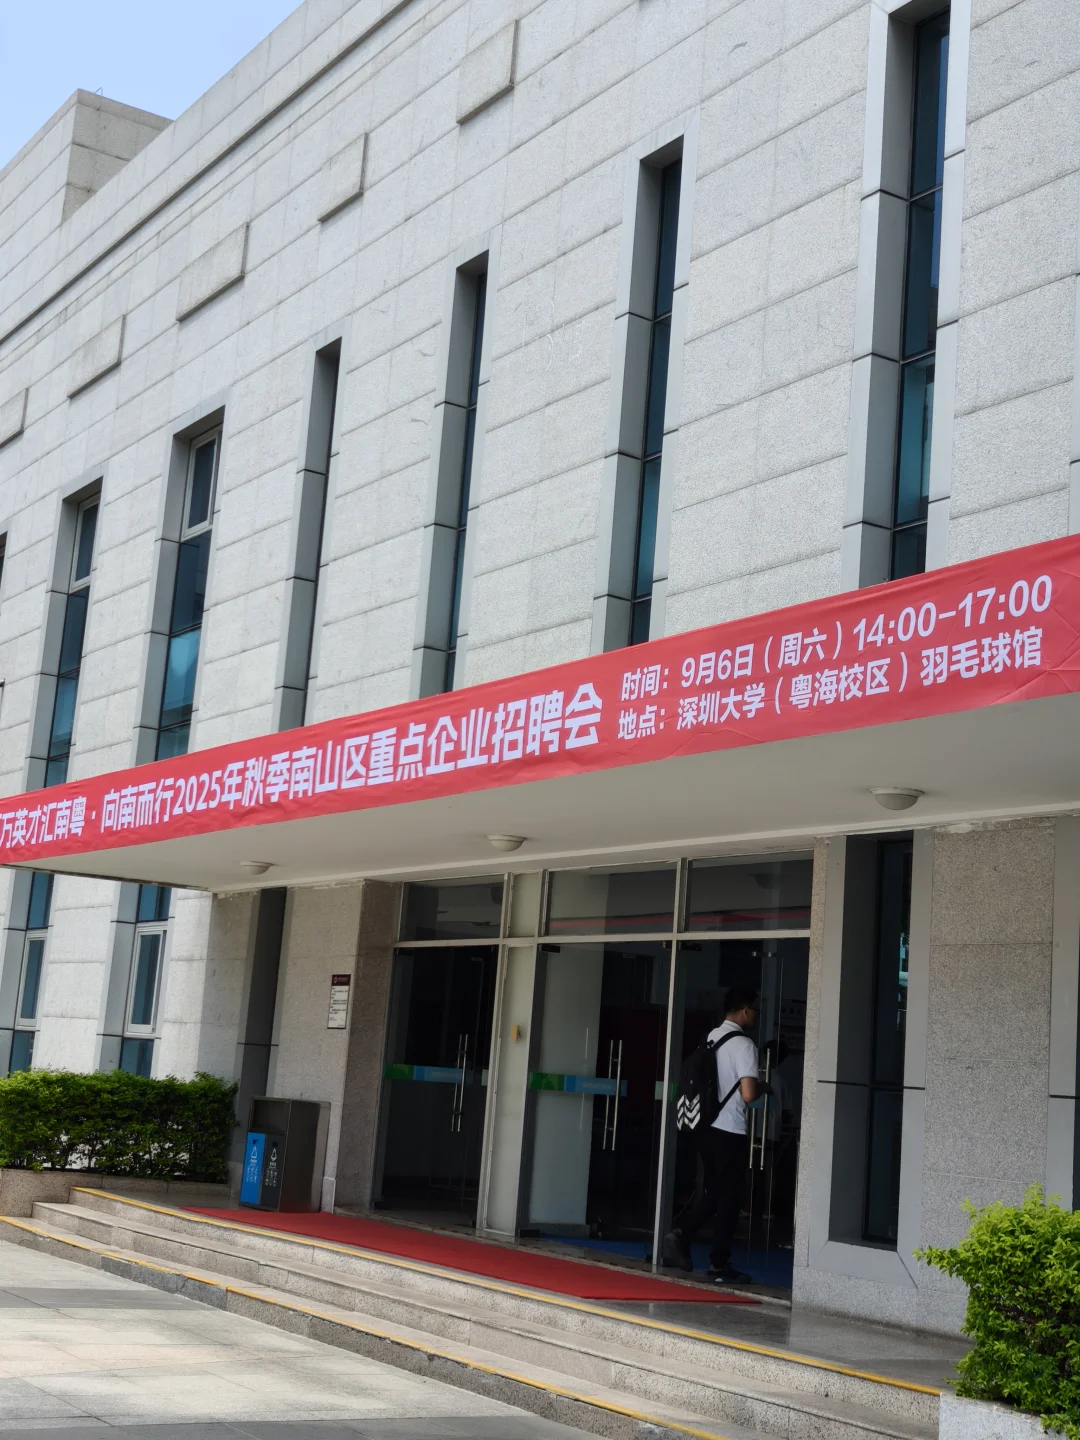 万英才汇南粤·向南而行2025年秋季南山区重点企业招聘会
时间：9月6日（周六）14:00-17:00
地点：深圳大学（粤海校区）羽毛球馆